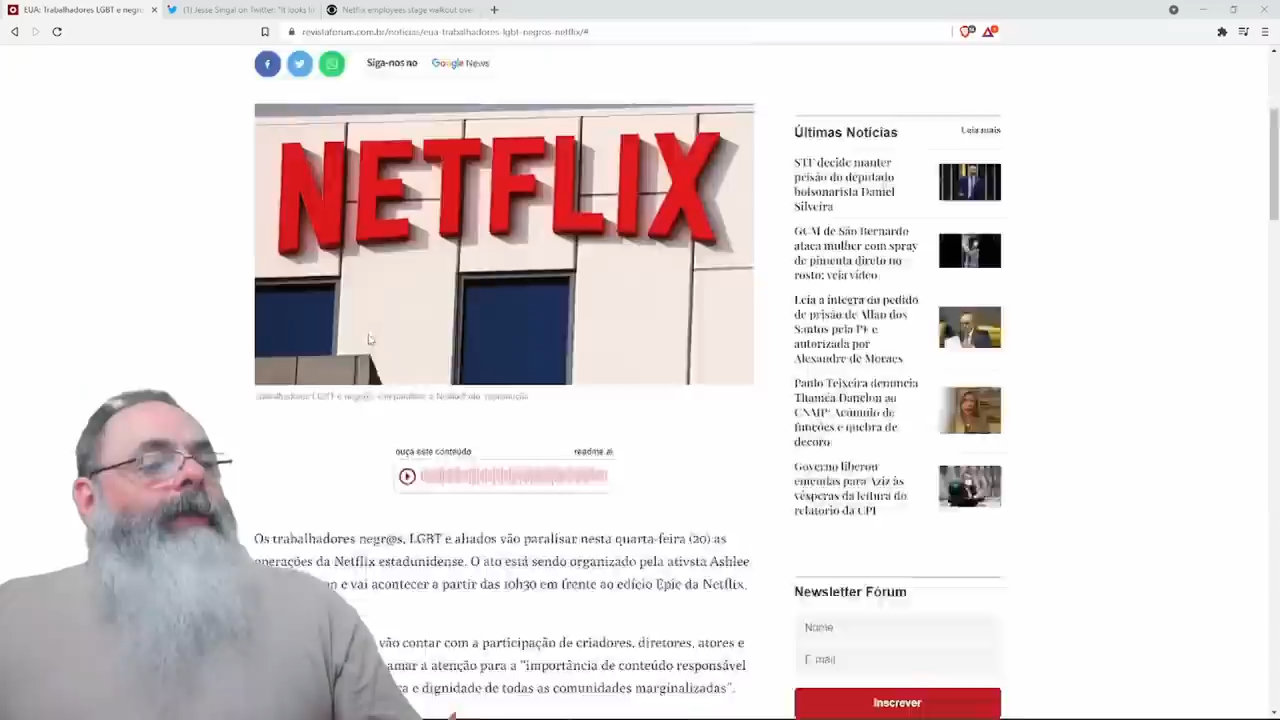 EUA: Trabalhadores LGBT e negr
(1) Jesse Singal on Twitter: "It looks to
Netflix employees stage walkout over
revistaforum.com.br/noticias/eua-trabalhadores-lgbt-negros-netflix/#
Siga-nos no Google News
NETFLIX
ouça este conteúdo
readme.ai
Os trabalhadores negr@s, LGBT e aliados vão paralisar nesta quarta-feira (20) as
operações da Netflix estadunidense. O ato está sendo organizado pela ativista Ashlee
n e vai acontecer a partir das 10h30 em frente ao edifício Epic da Netflix.
vão contar com a participação de criadores, diretores, atores e
amar a atenção para a "importância de conteúdo responsável
a e dignidade de todas as comunidades marginalizadas".
Últimas Notícias
Leia mais
STF decide manter
prisão do deputado
bolsonarista Daniel
Silveira
GCM de São Bernardo
ataca mulher com spray
de pimenta direto no
rosto; veja vídeo
Leia a íntegra do pedido
de prisão de Allan dos
Santos pela PF e
autorizada por
Alexandre de Moraes
Paulo Teixeira denuncia
Thaméa Danelon ao
CNMP: Acúmulo de
funções e quebra de
decoro
Governo liberou
emendas para Aziz às
vésperas da leitura do
relatório da CPI
Newsletter Fórum
Nome
E-mail
Inscrever